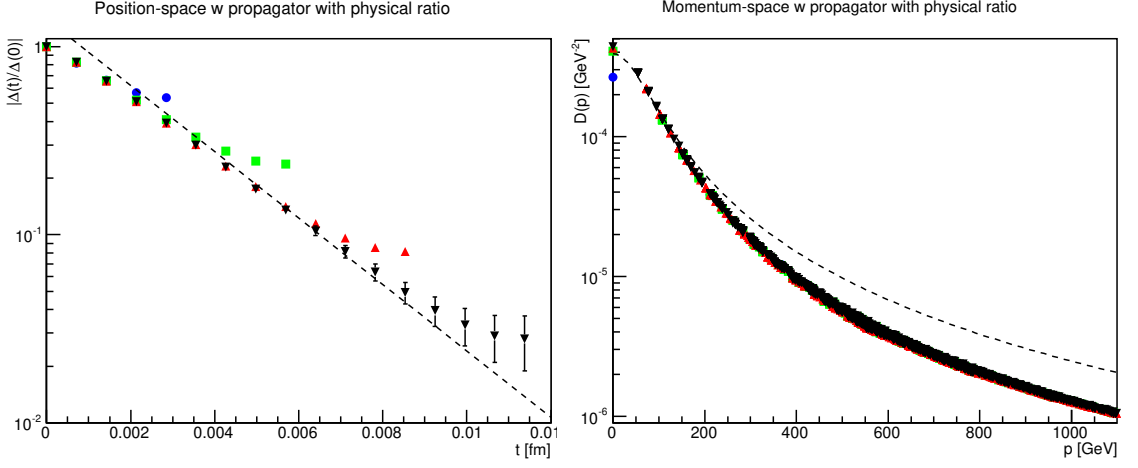 Position-space w propagator with physical ratio
|Δ(t)/Δ(0)|
1
10⁻¹
10⁻²
0 0.002 0.004 0.006 0.008 0.01
t [fm]
Momentum-space w propagator with physical ratio
D(p) [GeV⁻²]
10⁻⁴
10⁻⁵
10⁻⁶
0 200 400 600 800 1000
p [GeV]